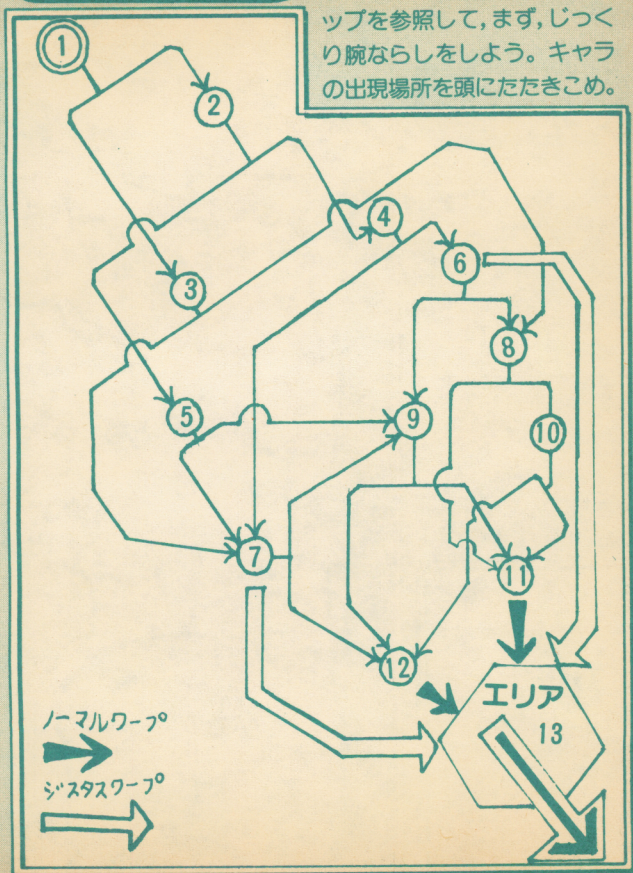 ップを参照して,まず,じっく
り腕ならしをしよう。キャラ
の出現場所を頭にたたきこめ。
1
2
3
4
5
6
7
8
9
10
11
12
エリア
13
ノーマルワープ
ジスタスワープ